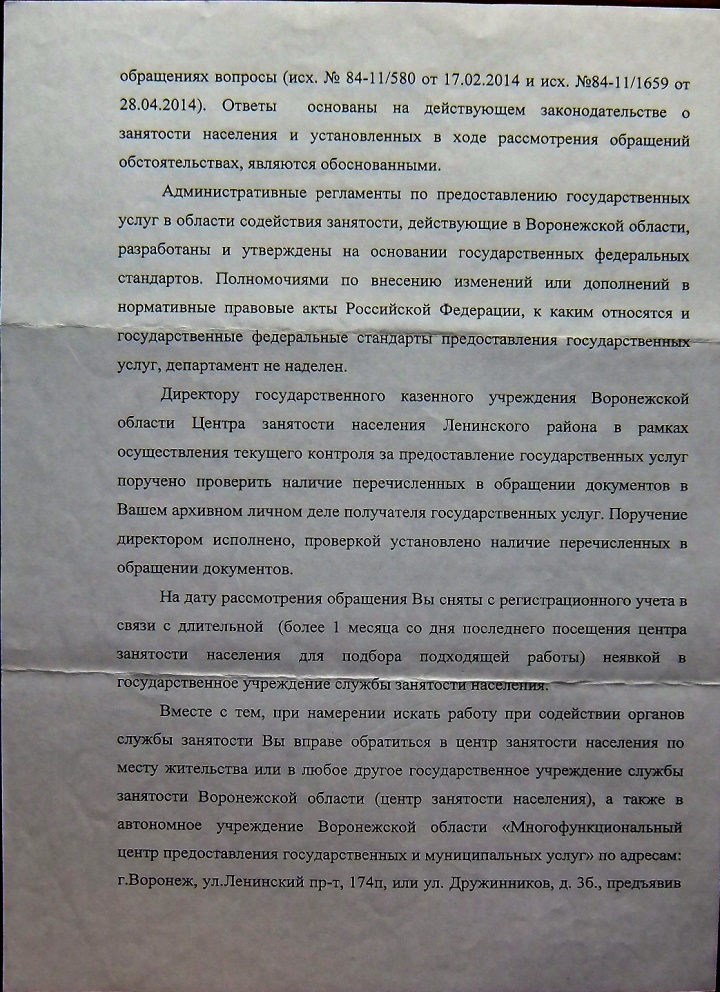 обращениях вопросы (исх. № 84-11/580 от 17.02.2014 и исх. №84-11/1659 от
28.04.2014). Ответы основаны на действующем законодательстве о
занятости населения и установленных в ходе рассмотрения обращений
обстоятельствах, являются обоснованными.
Административные регламенты по предоставлению государственных
услуг в области содействия занятости, действующие в Воронежской области,
разработаны и утверждены на основании государственных федеральных
стандартов. Полномочиями по внесению изменений или дополнений в
нормативные правовые акты Российской Федерации, к каким относятся и
государственные федеральные стандарты предоставления государственных
услуг, департамент не наделен.
Директору государственного казенного учреждения Воронежской
области Центра занятости населения Ленинского района в рамках
осуществления текущего контроля за предоставление государственных услуг
поручено проверить наличие перечисленных в обращении документов в
Вашем архивном личном деле получателя государственных услуг. Поручение
директором исполнено, проверкой установлено наличие перечисленных в
обращении документов.
На дату рассмотрения обращения Вы сняты с регистрационного учета в
связи с длительной (более 1 месяца со дня последнего посещения центра
занятости населения для подбора подходящей работы) неявкой в
государственное учреждение службы занятости населения.
Вместе с тем, при намерении искать работу при содействии органов
службы занятости Вы вправе обратиться в центр занятости населения по
месту жительства или в любое другое государственное учреждение службы
занятости Воронежской области (центр занятости населения), а также в
автономное учреждение Воронежской области «Многофункциональный
центр предоставления государственных и муниципальных услуг» по адресам:
г.Воронеж, ул.Ленинский пр-т, 174п, или ул. Дружинников, д. 3б., предъявив